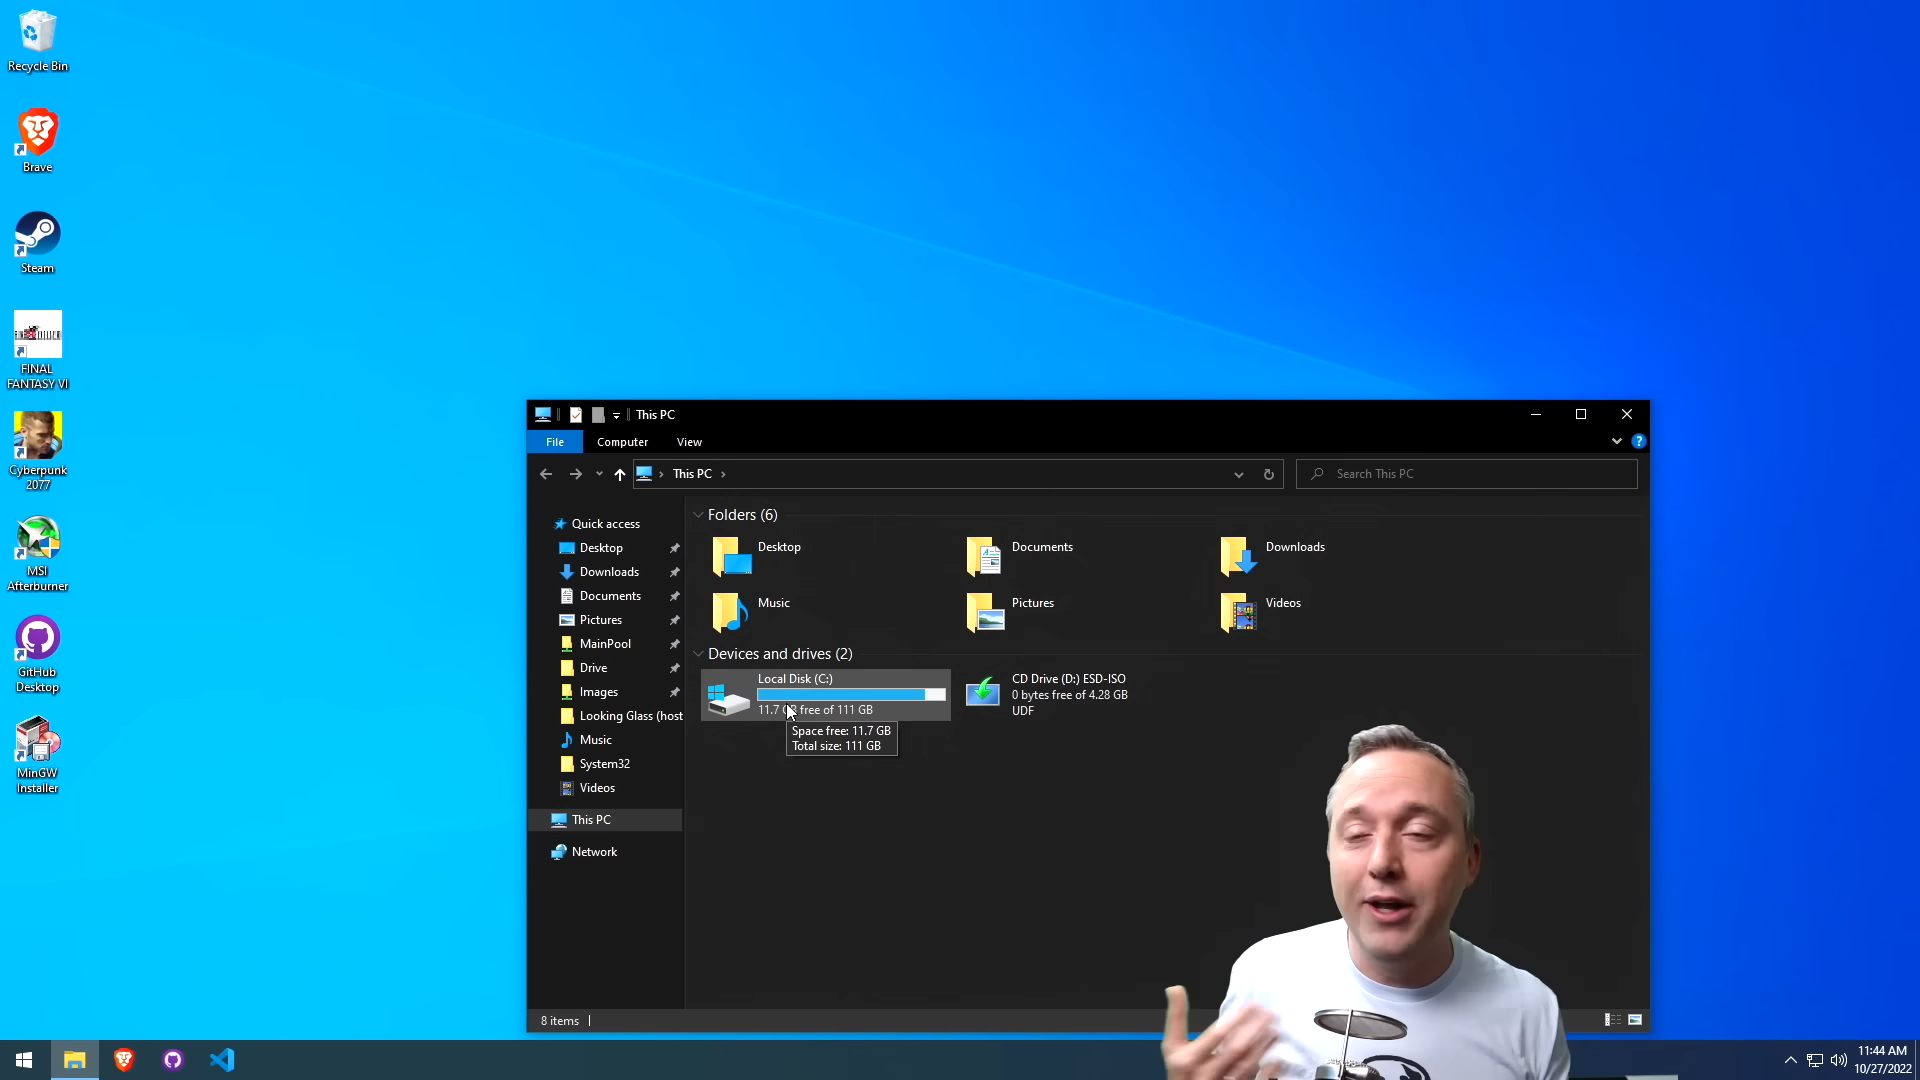 Recycle Bin
Brave
Steam
FINAL
FANTASY VI
Cyberpunk
2077
MSI
Afterburner
GitHub
Desktop
MinGW
Installer
This PC
File
Computer
View
This PC
Search This PC
Quick access
Desktop
Downloads
Documents
Pictures
MainPool
Drive
Images
Looking Glass (host
Music
System32
Videos
This PC
Network
Folders (6)
Desktop
Documents
Downloads
Music
Pictures
Videos
Devices and drives (2)
Local Disk (C:)
11.7 GB free of 111 GB
Space free: 11.7 GB
Total size: 111 GB
CD Drive (D:) ESD-ISO
0 bytes free of 4.28 GB
UDF
8 items
11:44 AM
10/27/2022